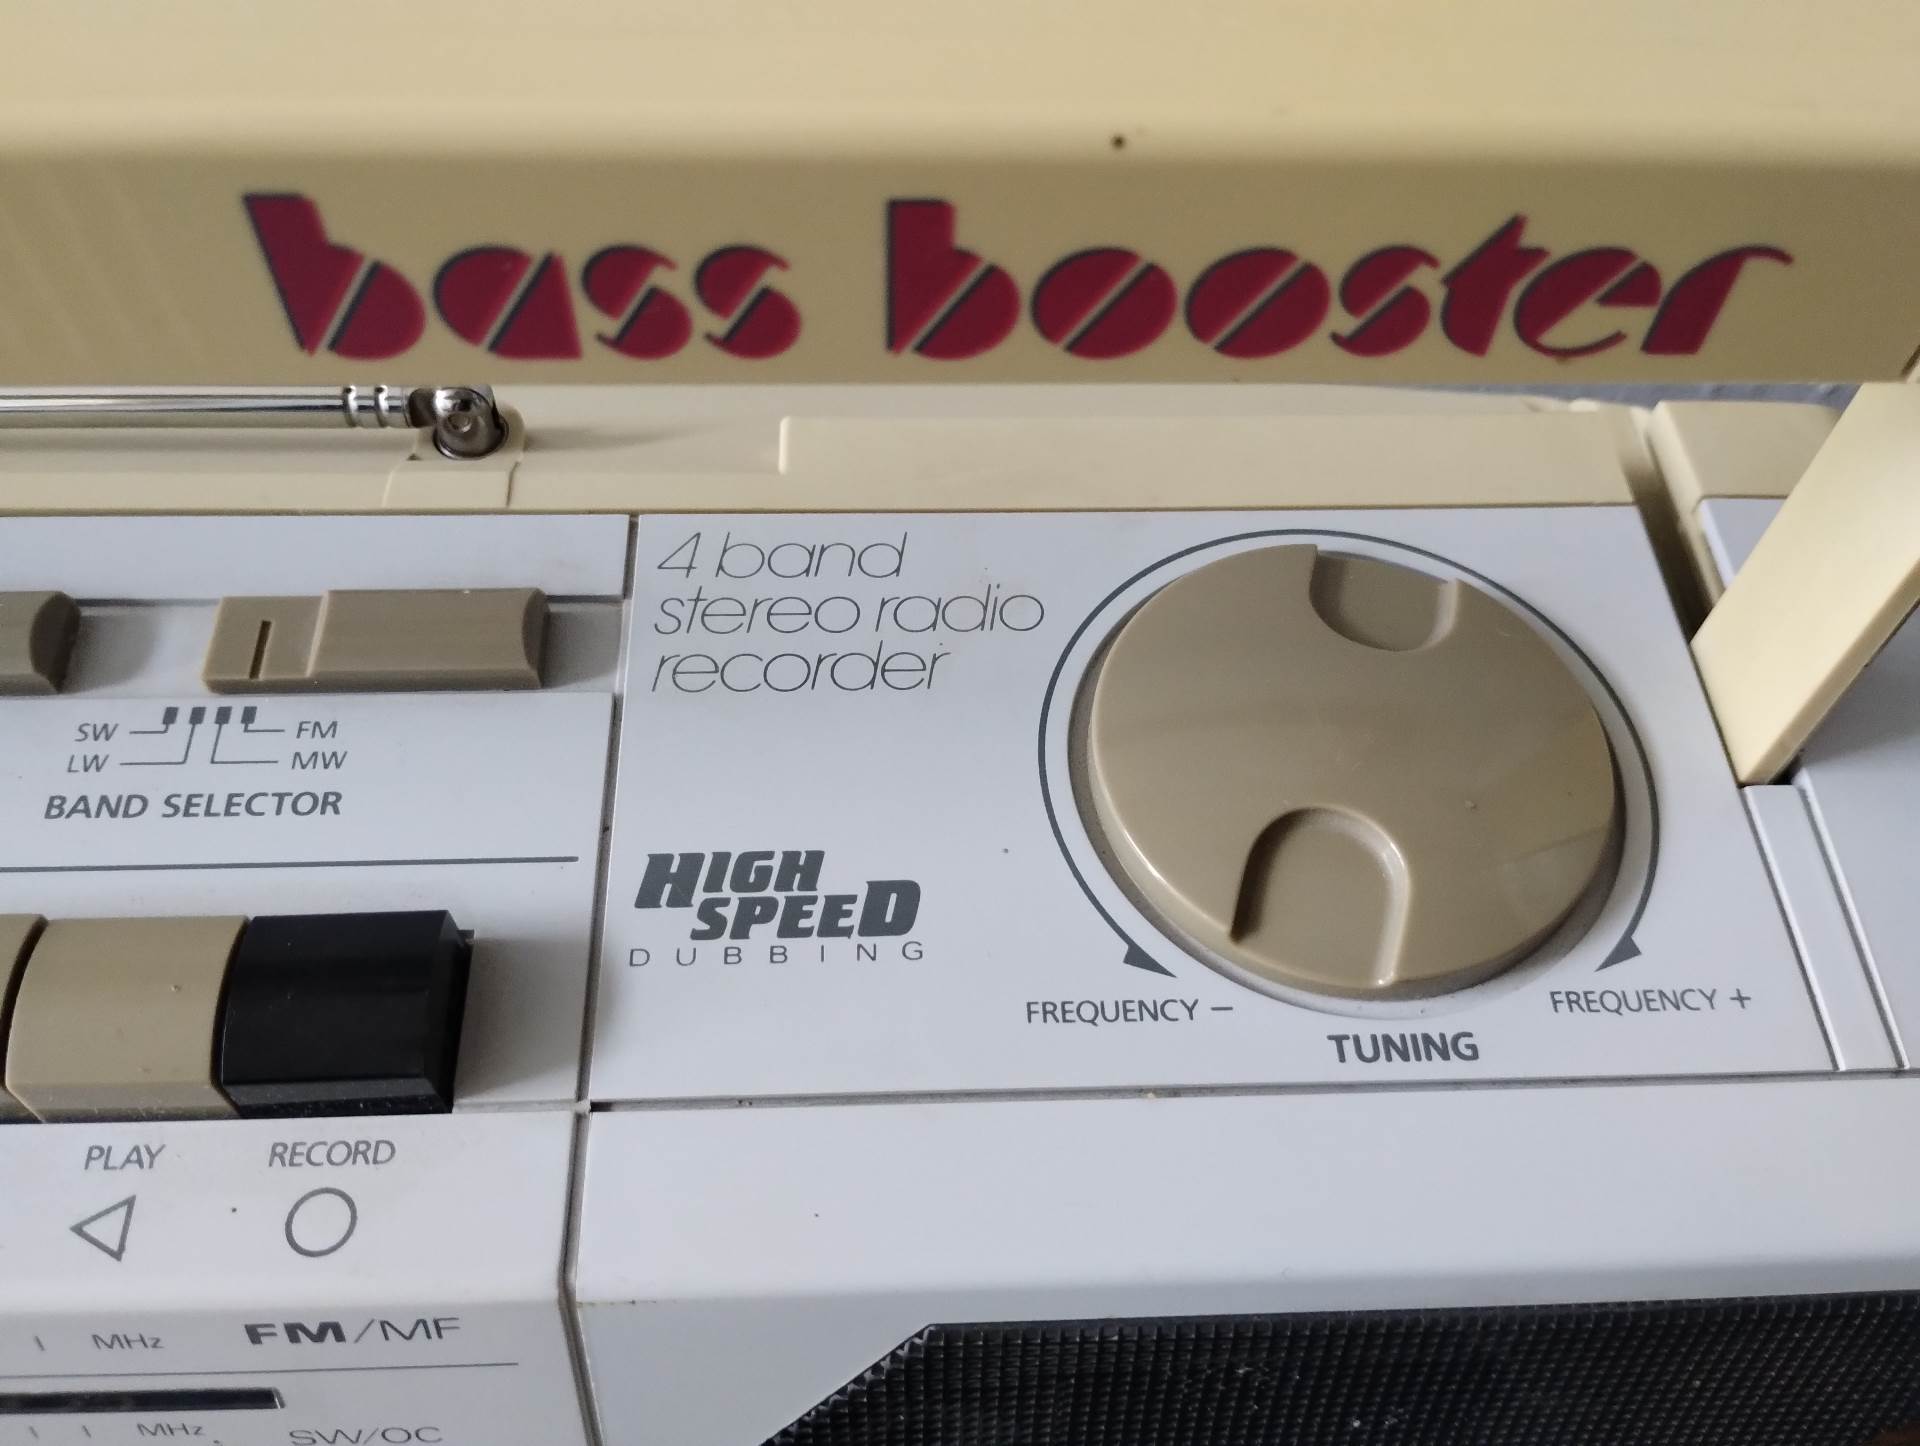 bass booster
4 band
stereo radio
recorder
SW FM
LW MW
BAND SELECTOR
HIGH
SPEED
DUBBING
FREQUENCY – FREQUENCY +
TUNING
PLAY RECORD
MHz FM/MF
MHz SW/OC